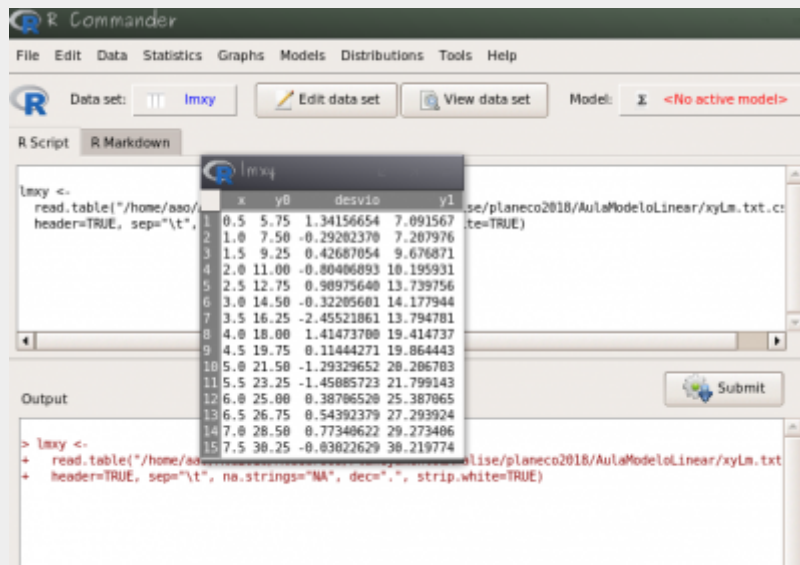 R Commander
File Edit Data Statistics Graphs Models Distributions Tools Help
R Data set: lmxy Edit data set View data set Model: Σ <No active model>
R Script R Markdown
lmxy <-
read.table("/home/aao/ lise/planeco2018/AulaModeloLinear/xyLm.txt.cs
header=TRUE, sep="\t", te=TRUE)
lmxy
x y0 desvio y1
1 0.5 5.75 1.34156654 7.091567
2 1.0 7.50 -0.29202370 7.207976
3 1.5 9.25 0.42687054 9.676871
4 2.0 11.00 -0.80406893 10.195931
5 2.5 12.75 0.98975640 13.739756
6 3.0 14.50 -0.32205601 14.177944
7 3.5 16.25 -2.45521861 13.794781
8 4.0 18.00 1.41473700 19.414737
9 4.5 19.75 0.11444271 19.864443
10 5.0 21.50 -1.29329652 20.206703
11 5.5 23.25 -1.45085723 21.799143
12 6.0 25.00 0.38706520 25.387065
13 6.5 26.75 0.54392379 27.293924
14 7.0 28.50 0.77340622 29.273406
15 7.5 30.25 -0.03022629 30.219774
Output
Submit
> lmxy <-
+ read.table("/home/aa alise/planeco2018/AulaModeloLinear/xyLm.txt
+ header=TRUE, sep="\t", na.strings="NA", dec=".", strip.white=TRUE)